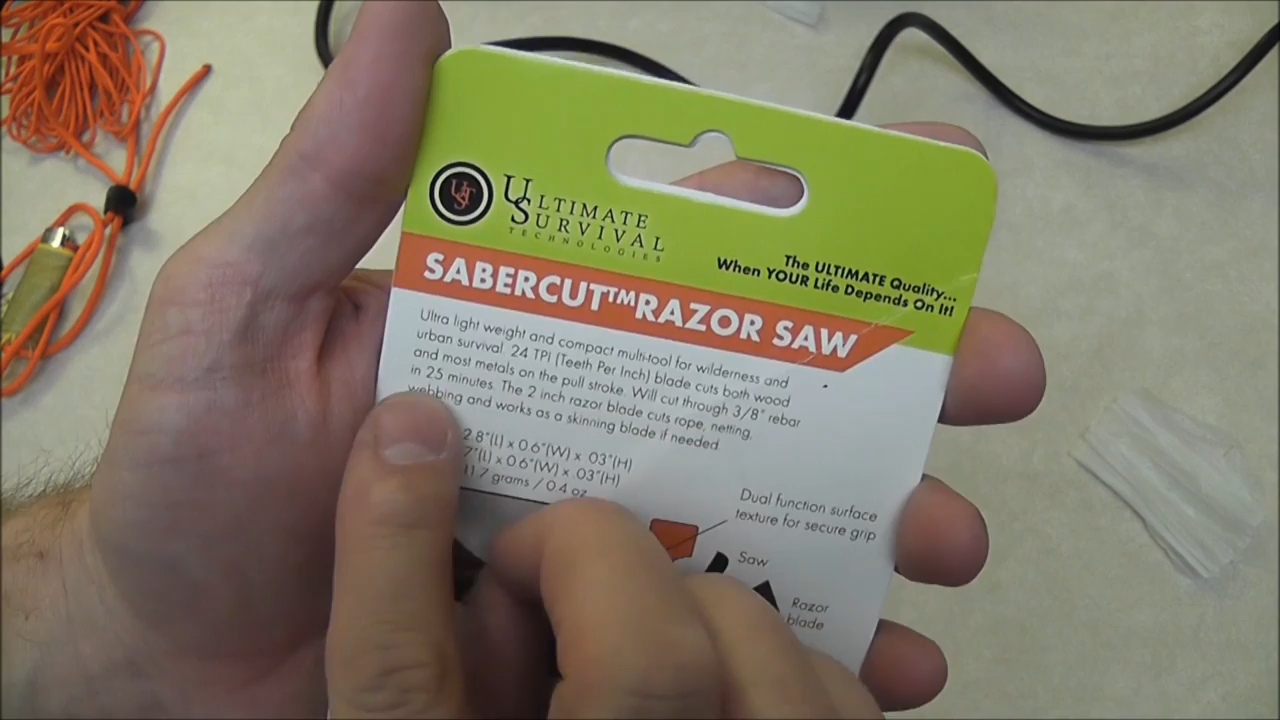 UST
ULTIMATE
SURVIVAL
TECHNOLOGIES
The ULTIMATE Quality...
When YOUR Life Depends On It!
SABERCUT™RAZOR SAW
Ultra light weight and compact multi-tool for wilderness and
urban survival. 24 TPI (Teeth Per Inch) blade cuts both wood
and most metals on the pull stroke. Will cut through 3/8" rebar
in 25 minutes. The 2 inch razor blade cuts rope, netting,
webbing and works as a skinning blade if needed.
2.8"(L) x 0.6"(W) x .03"(H)
7"(L) x 0.6"(W) x .03"(H)
11.7 grams / 0.4 oz
Dual function surface
texture for secure grip
Saw
Razor
blade